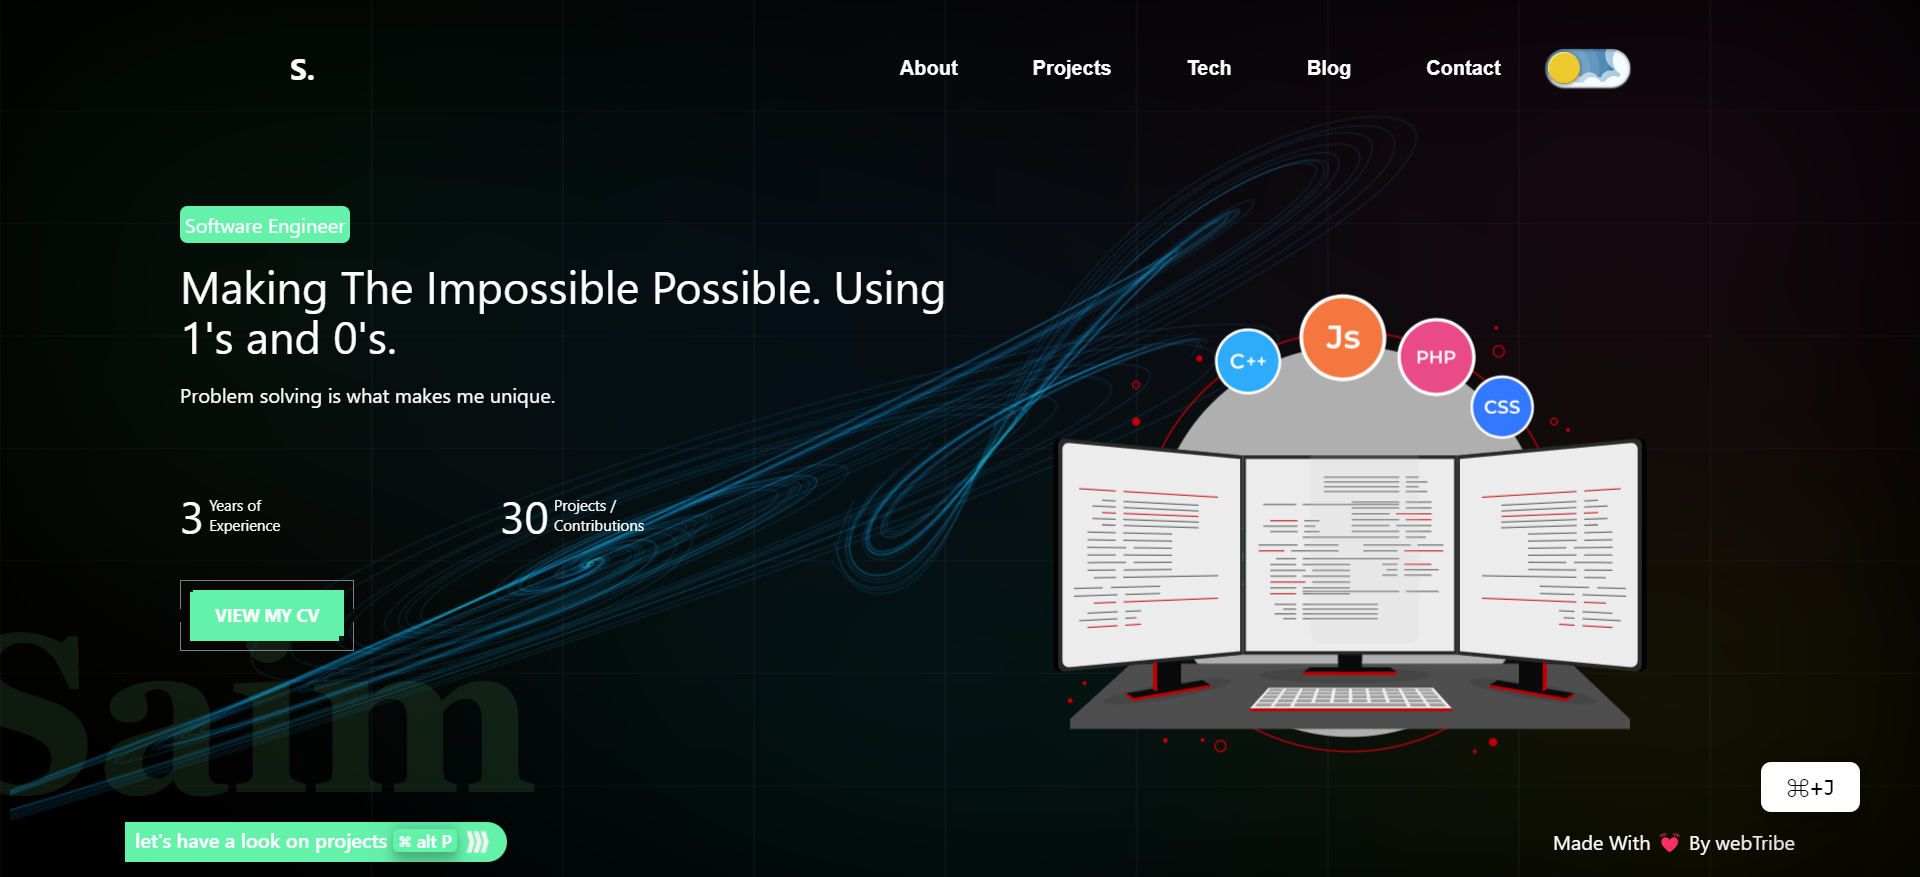 S.
About
Projects
Tech
Blog
Contact
Software Engineer
Making The Impossible Possible. Using
1's and 0's.
Problem solving is what makes me unique.
3 Years of
Experience
30 Projects /
Contributions
VIEW MY CV
C++
Js
PHP
CSS
Saim
⌘+J
let's have a look on projects ⌘ alt P
Made With 💓 By webTribe